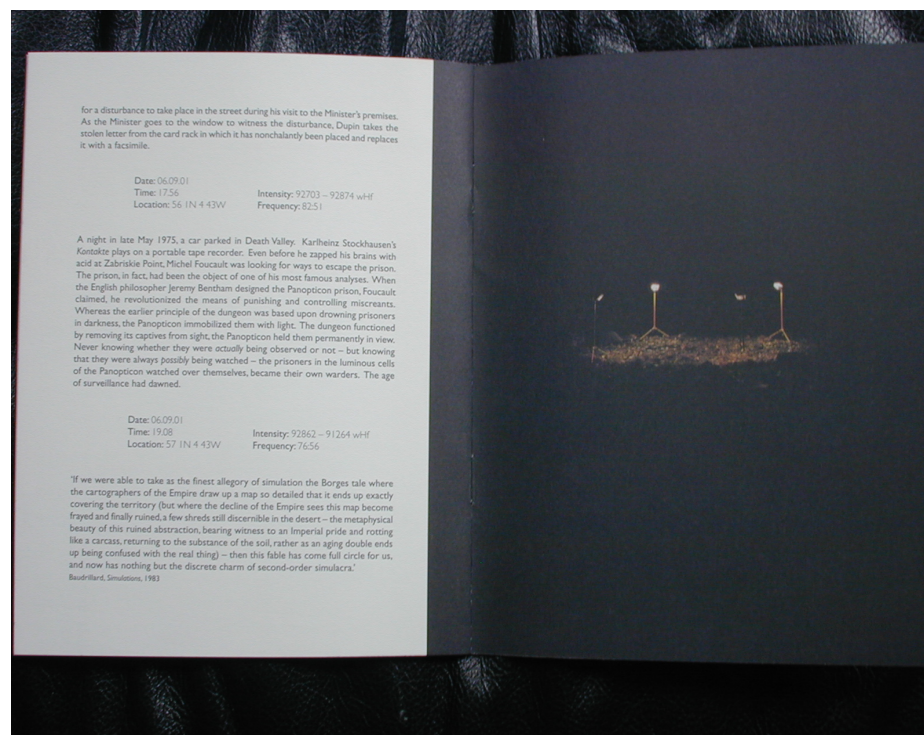 for a disturbance to take place in the street during his visit to the Minister's premises.
As the Minister goes to the window to witness the disturbance, Dupin takes the
stolen letter from the card rack in which it has nonchalantly been placed and replaces
it with a facsimile.
Date: 06.09.01
Time: 17.56
Location: 56 1N 4 43W
Intensity: 92703 – 92874 wHf
Frequency: 82:51
A night in late May 1975, a car parked in Death Valley. Karlheinz Stockhausen's
Kontakte plays on a portable tape recorder. Even before he zapped his brains with
acid at Zabriskie Point, Michel Foucault was looking for ways to escape the prison.
The prison, in fact, had been the object of one of his most famous analyses. When
the English philosopher Jeremy Bentham designed the Panopticon prison, Foucault
claimed, he revolutionized the means of punishing and controlling miscreants.
Whereas the earlier principle of the dungeon was based upon drowning prisoners
in darkness, the Panopticon immobilized them with light. The dungeon functioned
by removing its captives from sight, the Panopticon held them permanently in view.
Never knowing whether they were actually being observed or not – but knowing
that they were always possibly being watched – the prisoners in the luminous cells
of the Panopticon watched over themselves, became their own warders. The age
of surveillance had dawned.
Date: 06.09.01
Time: 19.08
Location: 57 1N 4 43W
Intensity: 92862 – 91264 wHf
Frequency: 76:56
'If we were able to take as the finest allegory of simulation the Borges tale where
the cartographers of the Empire draw up a map so detailed that it ends up exactly
covering the territory (but where the decline of the Empire sees this map become
frayed and finally ruined, a few shreds still discernible in the desert – the metaphysical
beauty of this ruined abstraction, bearing witness to an Imperial pride and rotting
like a carcass, returning to the substance of the soil, rather as an aging double ends
up being confused with the real thing) – then this fable has come full circle for us,
and now has nothing but the discrete charm of second-order simulacra.'
Baudrillard, Simulations, 1983